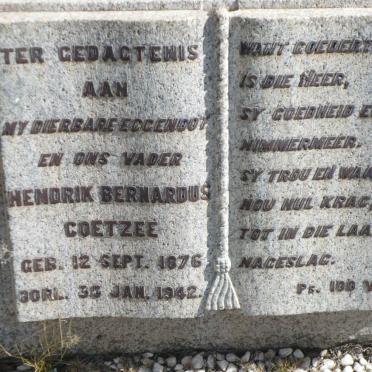 TER GEDAGTENIS
AAN
MY DIERBARE EGGENOOT
EN ONS VADER
HENDRIK BERNARDUS
COETZEE
GEB. 12 SEPT. 1876
OORL. 30 JAN. 1942.
WANT GOEDERT
IS DIE HEER,
SY GOEDHEID E
NIMMERMEER.
SY TROU EN WAA
NOU HUL KRAG,
TOT IN DIE LAA
NAGESLAG.
PS. 100 V